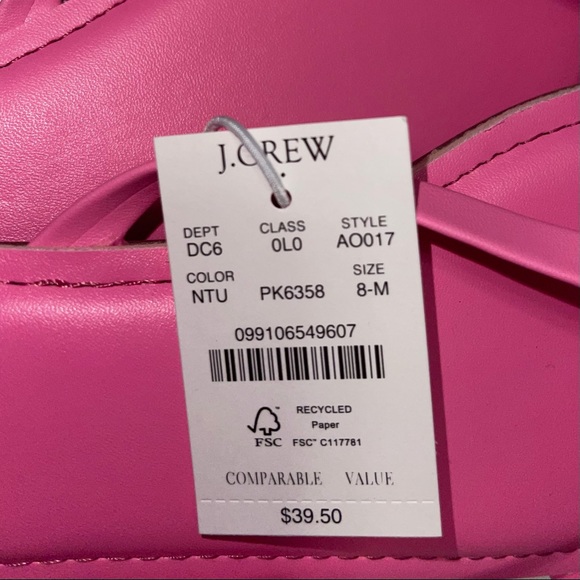 J.CREW
DEPT CLASS STYLE
DC6 0L0 AO017
COLOR SIZE
NTU PK6358 8-M
099106549607
RECYCLED
Paper
FSC FSC™ C117781
COMPARABLE VALUE
$39.50